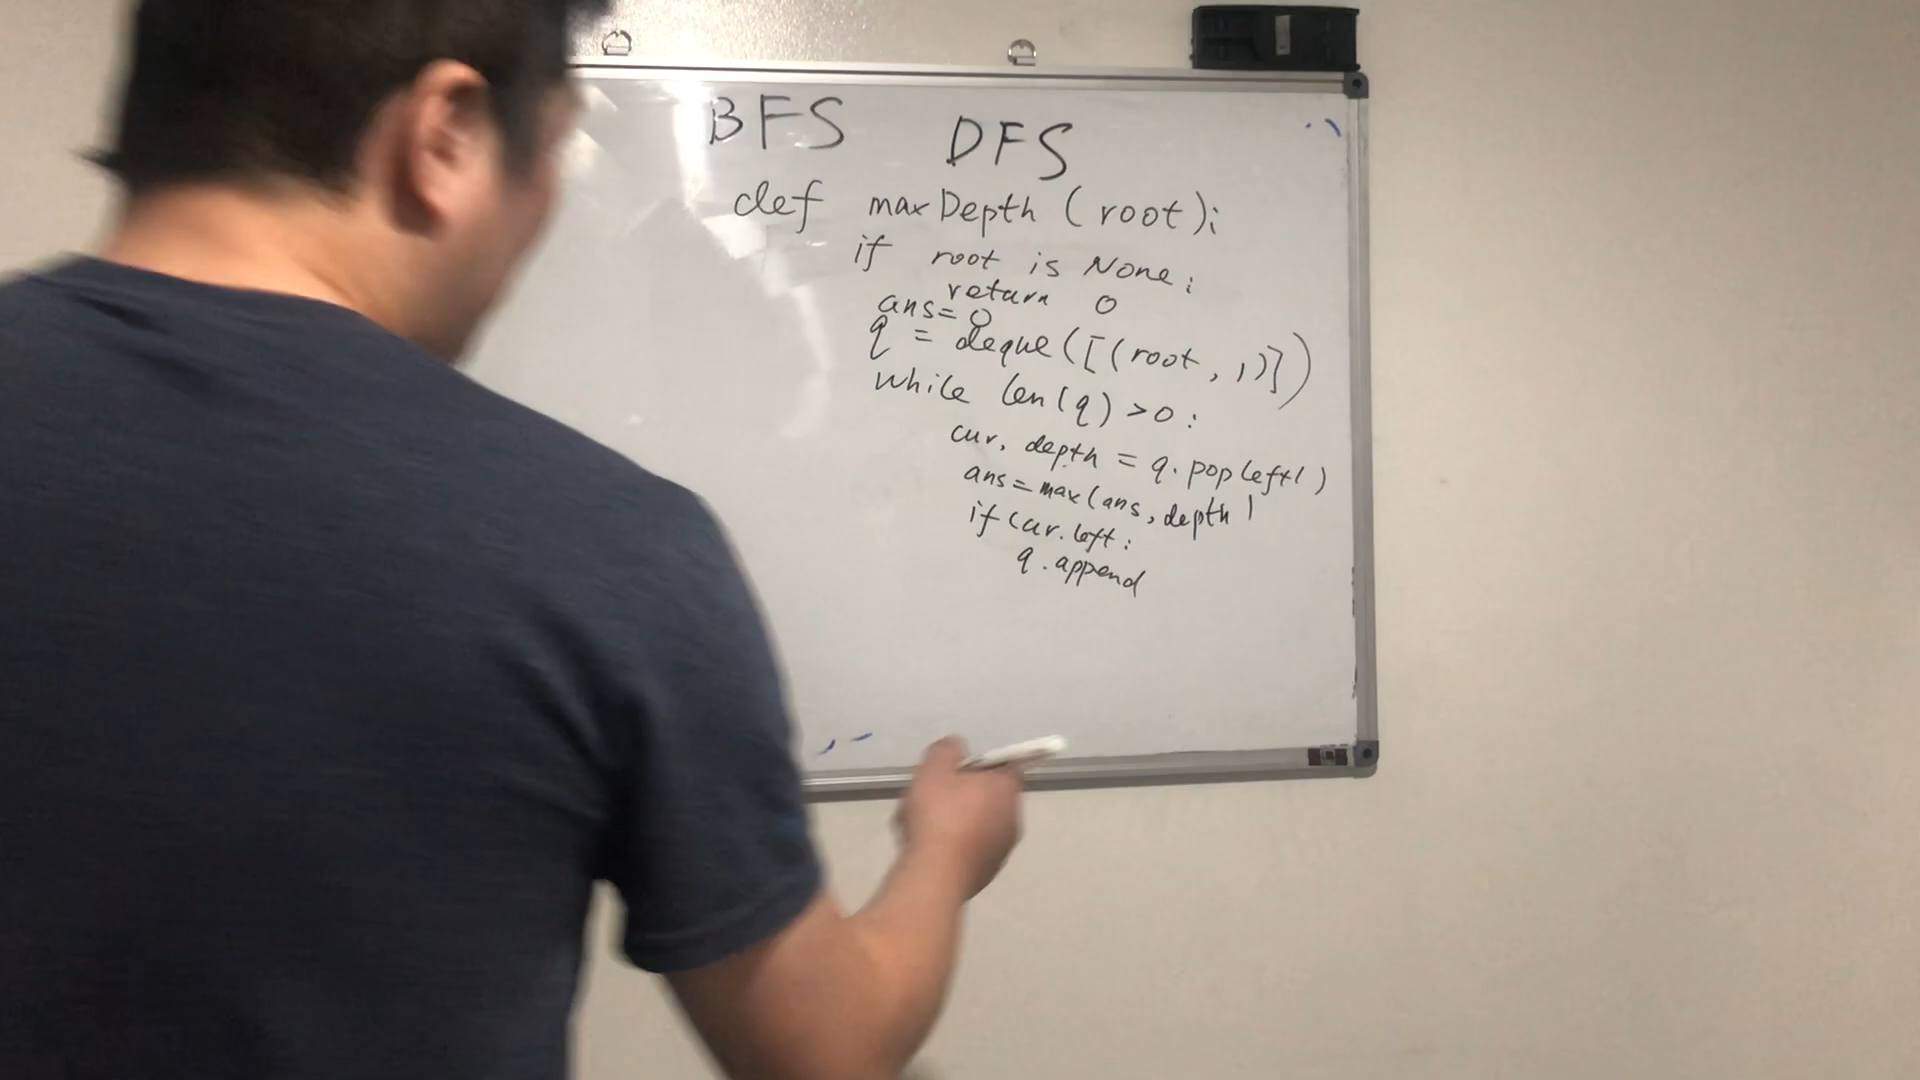 BFS DFS
def maxDepth (root):
if root is None:
return 0
ans=0
q = deque([(root, 1)])
while len(q) >0:
cur, depth = q.popleft()
ans=max(ans, depth)
if cur.left:
q.append